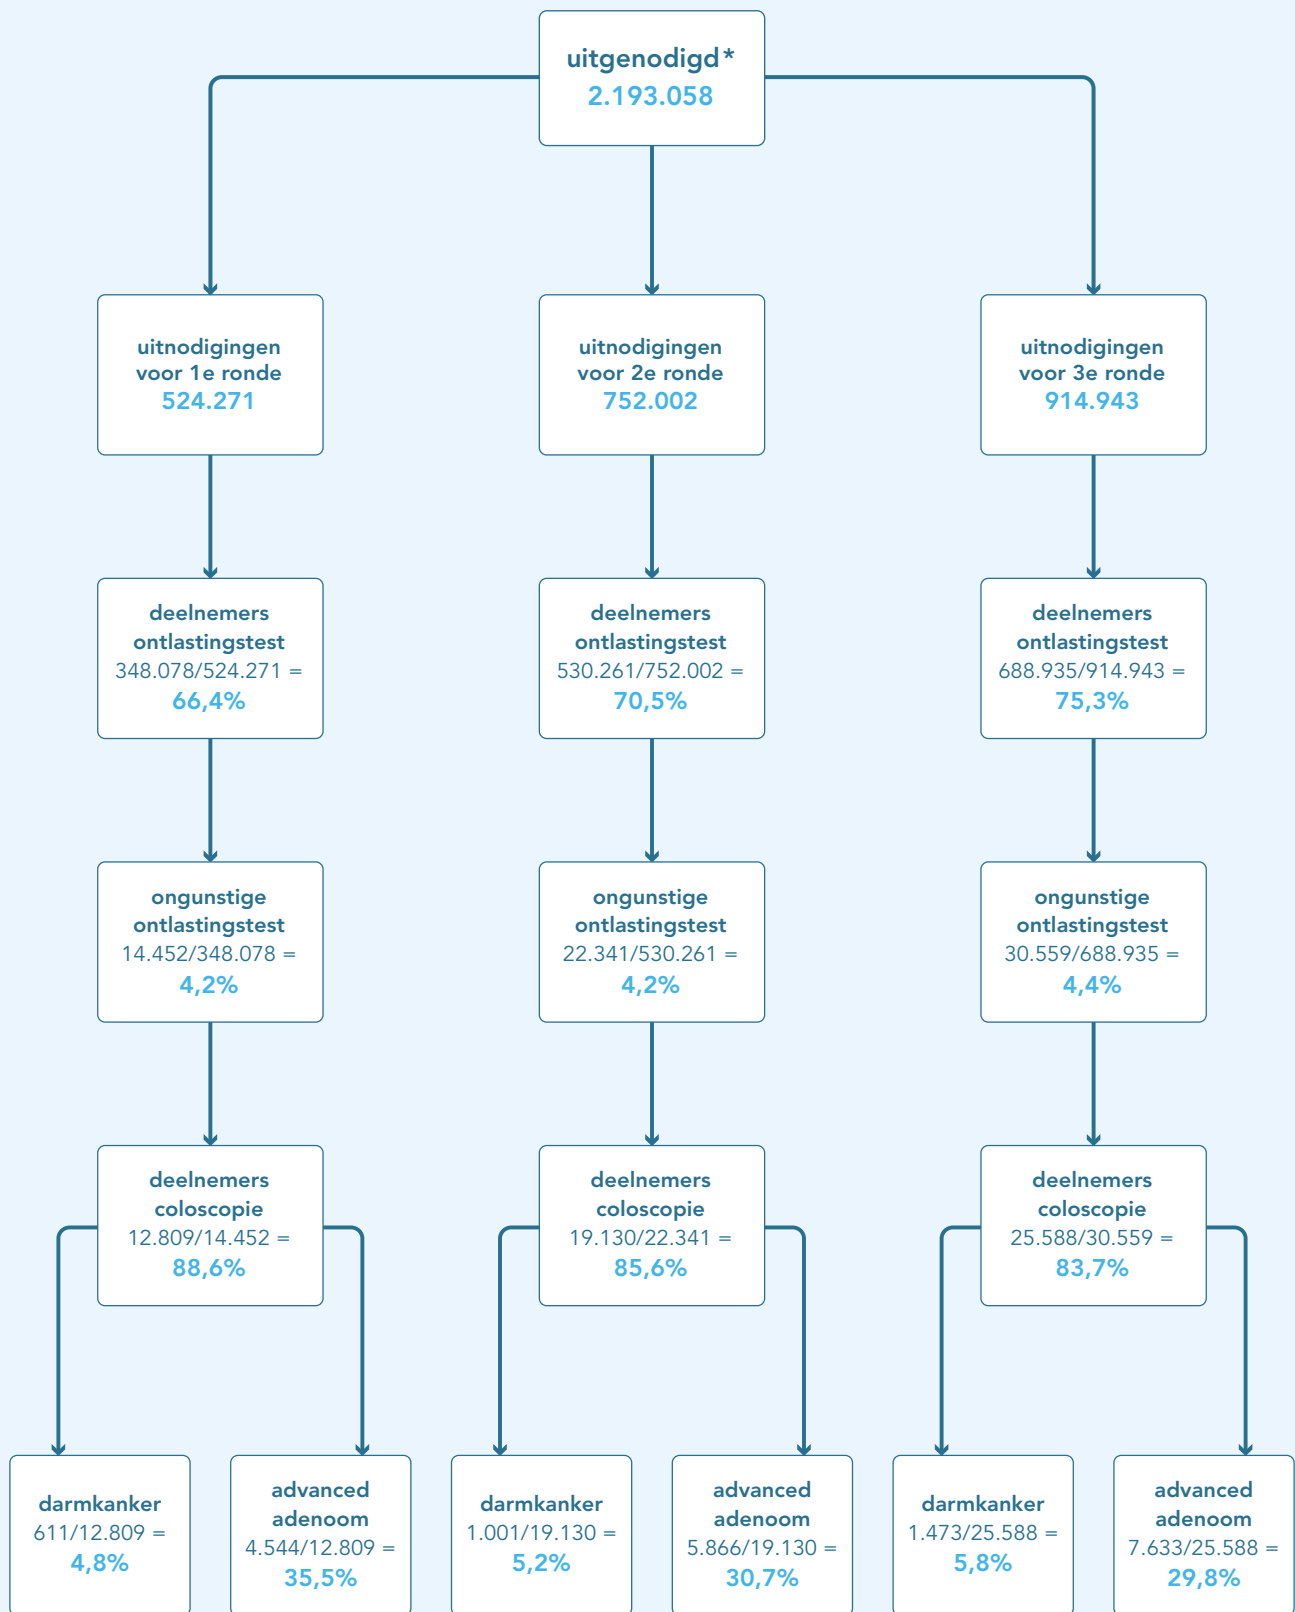 uitgenodigd*
2.193.058
uitnodigingen
voor 1e ronde
524.271
uitnodigingen
voor 2e ronde
752.002
uitnodigingen
voor 3e ronde
914.943
deelnemers
ontlastingstest
348.078/524.271 =
66,4%
deelnemers
ontlastingstest
530.261/752.002 =
70,5%
deelnemers
ontlastingstest
688.935/914.943 =
75,3%
ongunstige
ontlastingstest
14.452/348.078 =
4,2%
ongunstige
ontlastingstest
22.341/530.261 =
4,2%
ongunstige
ontlastingstest
30.559/688.935 =
4,4%
deelnemers
coloscopie
12.809/14.452 =
88,6%
deelnemers
coloscopie
19.130/22.341 =
85,6%
deelnemers
coloscopie
25.588/30.559 =
83,7%
darmkanker
611/12.809 =
4,8%
advanced
adenoom
4.544/12.809 =
35,5%
darmkanker
1.001/19.130 =
5,2%
advanced
adenoom
5.866/19.130 =
30,7%
darmkanker
1.473/25.588 =
5,8%
advanced
adenoom
7.633/25.588 =
29,8%